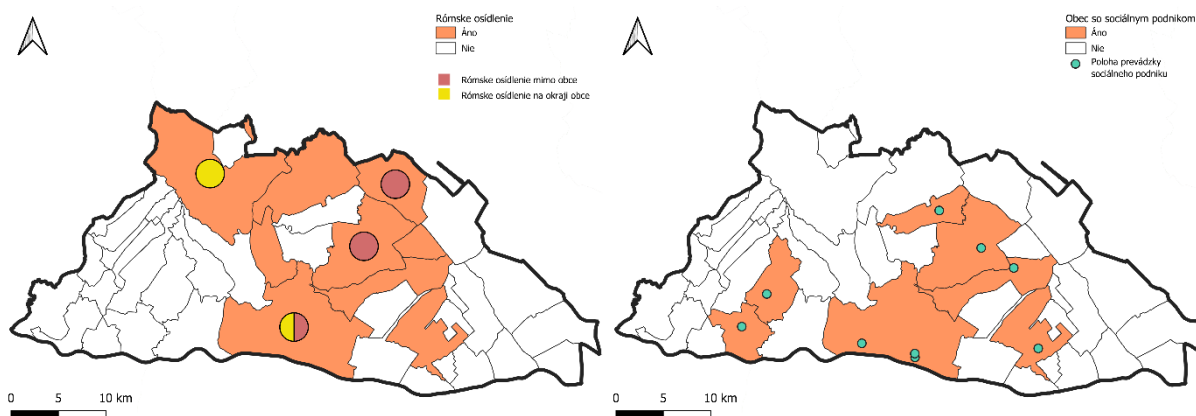 Rómske osídlenie
Áno
Nie
Rómske osídlenie mimo obce
Rómske osídlenie na okraji obce
0 5 10 km
Obec so sociálnym podnikom
Áno
Nie
Poloha prevádzky
sociálneho podniku
0 5 10 km